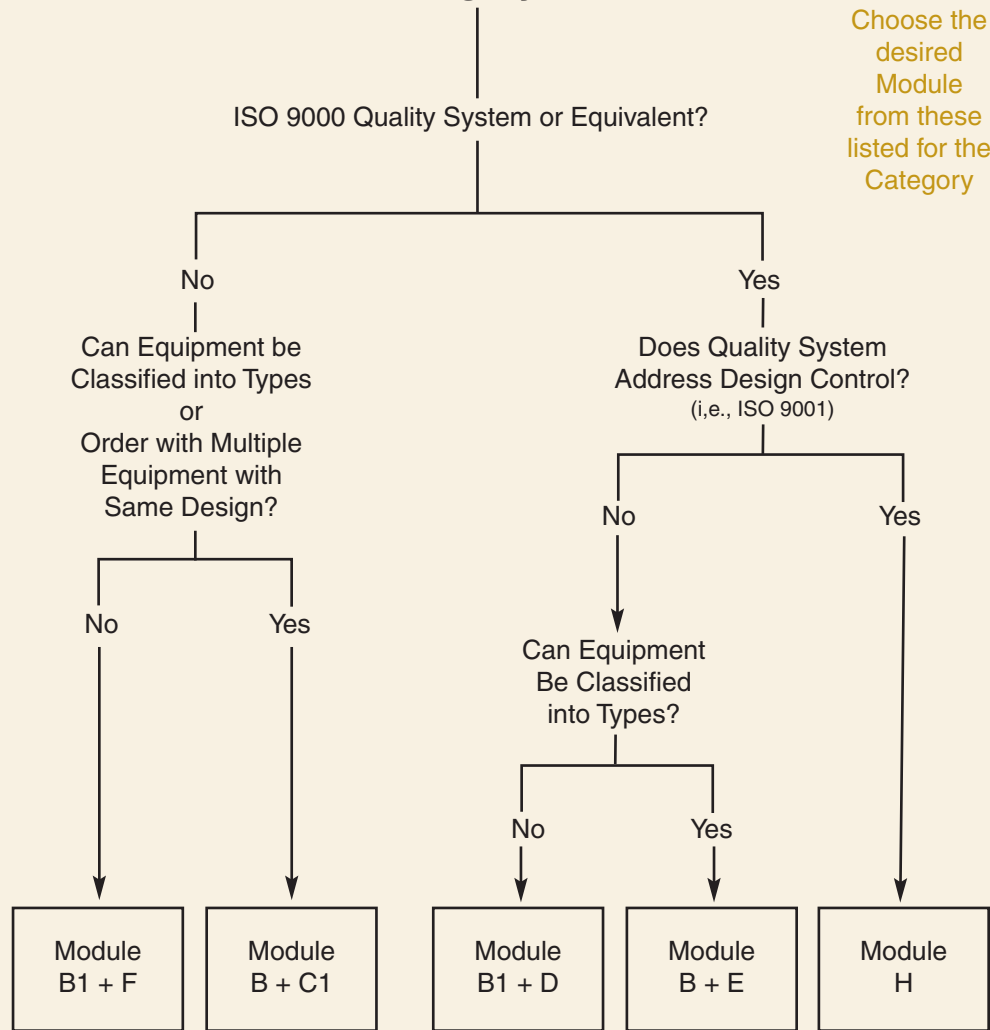 Choose the
desired
Module
from these
listed for the
Category
ISO 9000 Quality System or Equivalent?
No
Yes
Can Equipment be
Classified into Types
or
Order with Multiple
Equipment with
Same Design?
Does Quality System
Address Design Control?
(i,e., ISO 9001)
No
Yes
No
Yes
Can Equipment
Be Classified
into Types?
No
Yes
Module
B1 + F
Module
B + C1
Module
B1 + D
Module
B + E
Module
H